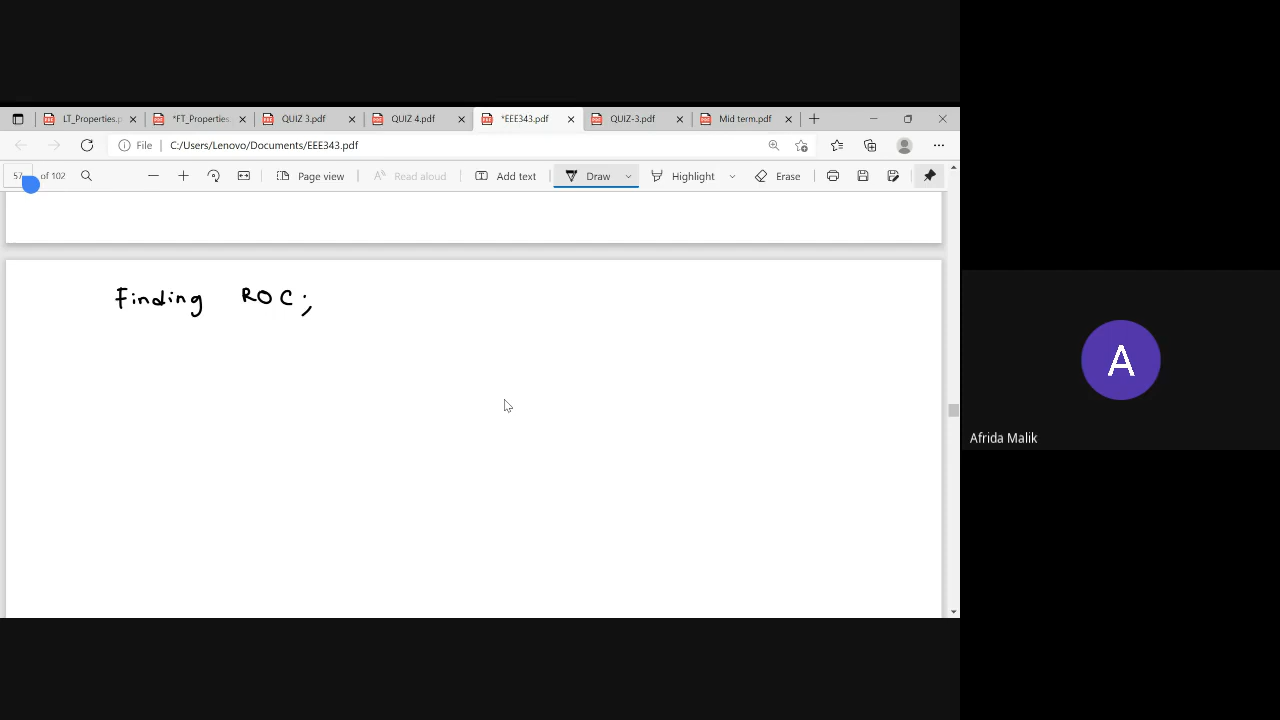 LT_Properties.p
*FT_Properties.
QUIZ 3.pdf
QUIZ 4.pdf
*EEE343.pdf
QUIZ-3.pdf
Mid term.pdf
File C:/Users/Lenovo/Documents/EEE343.pdf
57 of 102 Page view Read aloud Add text Draw Highlight Erase
Finding ROC;
A
Afrida Malik